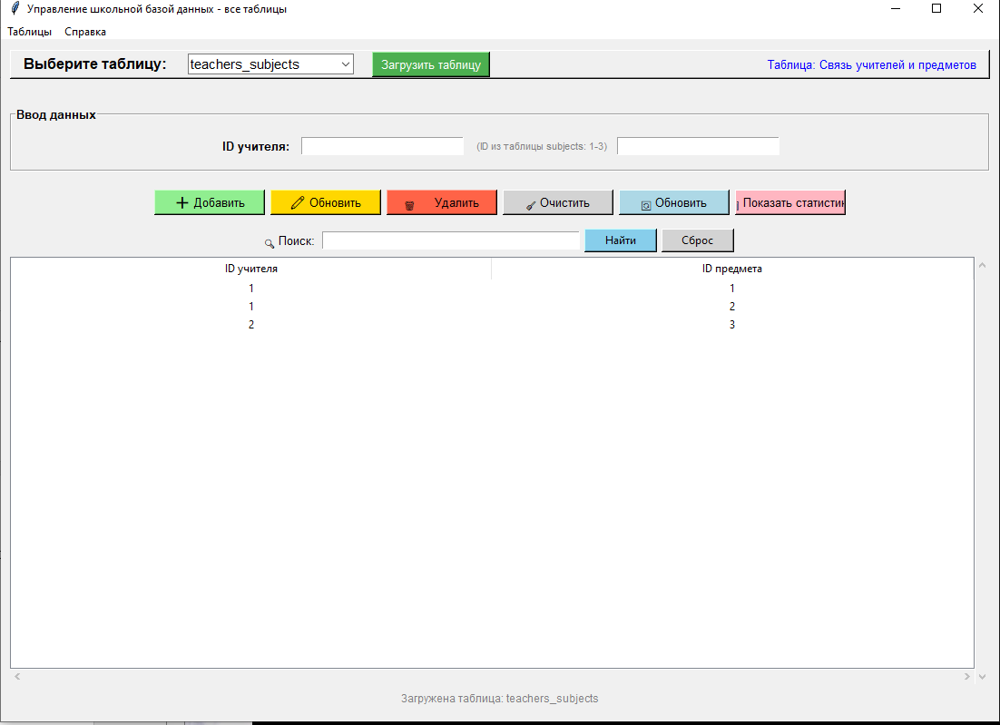 Управление школьной базой данных - все таблицы
Таблицы Справка
Выберите таблицу: teachers_subjects Загрузить таблицу Таблица: Связь учителей и предметов
Ввод данных
ID учителя: (ID из таблицы subjects: 1-3)
Добавить Обновить Удалить Очистить Обновить Показать статистик
Поиск: Найти Сброс
ID учителя ID предмета
1 1
1 2
2 3
Загружена таблица: teachers_subjects